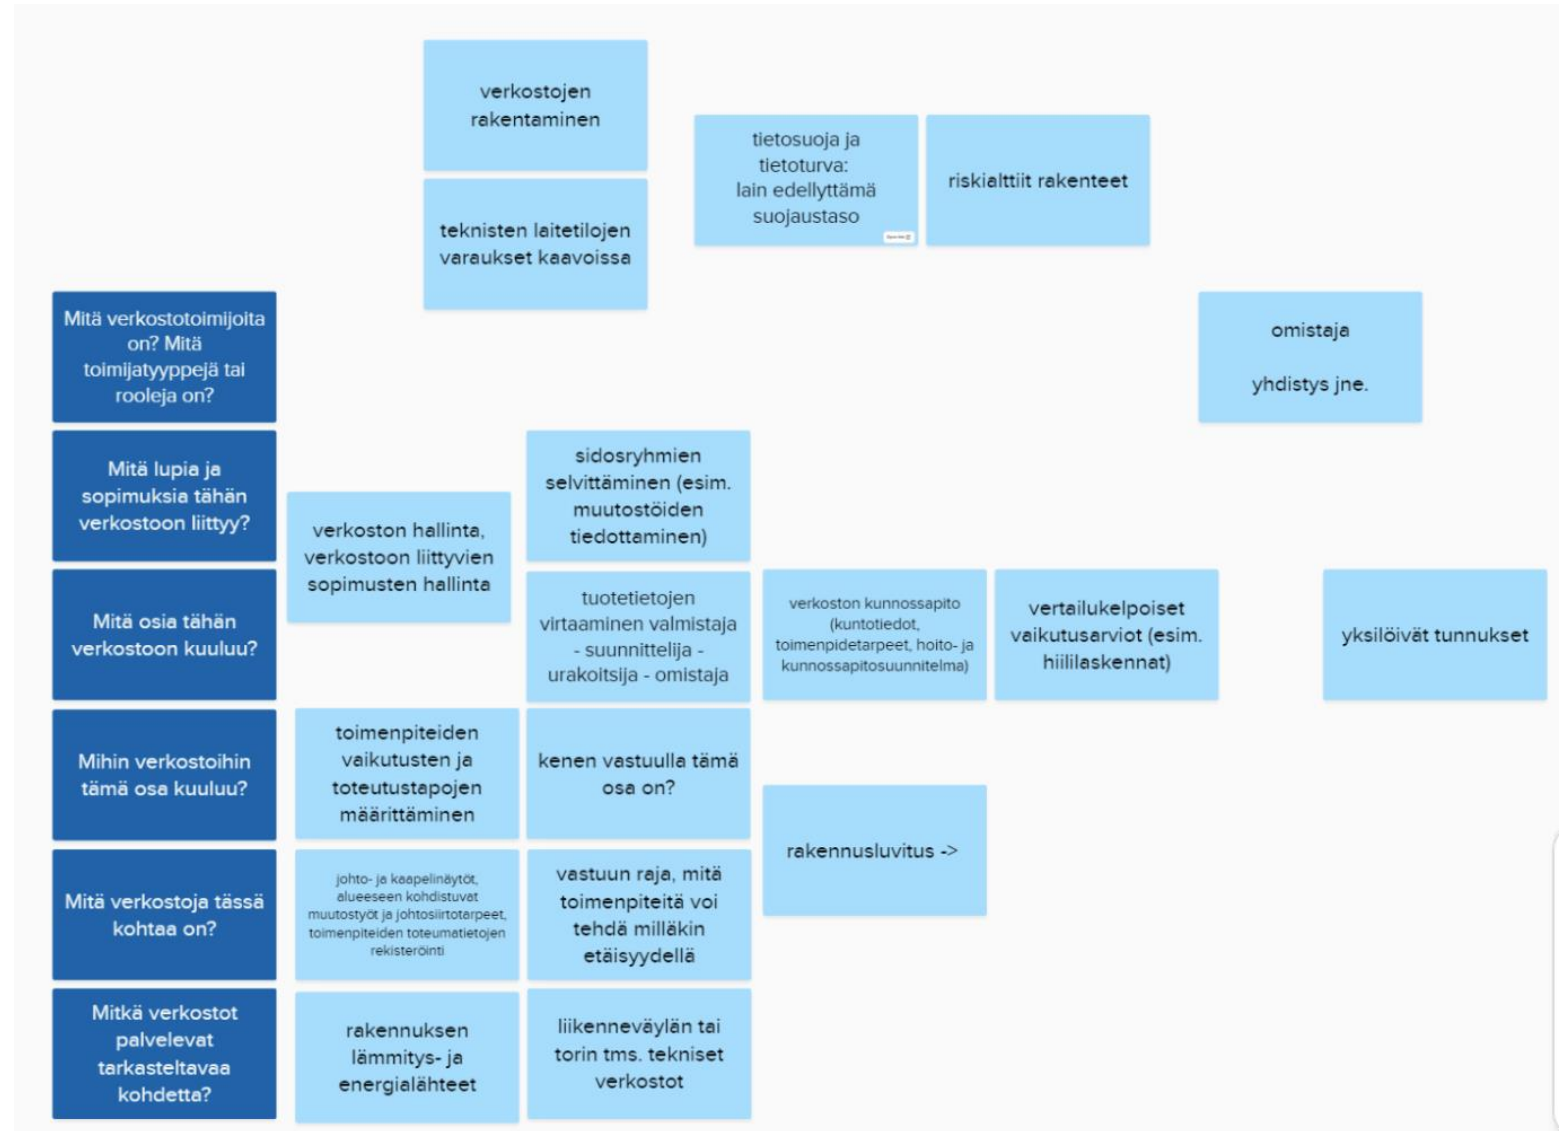 verkostojen
rakentaminen
tietosuoja ja
tietoturva:
lain edellyttämä
suojaustaso
riskialttiit rakenteet
teknisten laitetilojen
varaukset kaavoissa
Mitä verkostotoimijoita
on? Mitä
toimijatyyppejä tai
rooleja on?
omistaja
yhdistys jne.
Mitä lupia ja
sopimuksia tähän
verkostoon liittyy?
verkoston hallinta,
verkostoon liittyvien
sopimusten hallinta
sidosryhmien
selvittäminen (esim.
muutostöiden
tiedottaminen)
Mitä osia tähän
verkostoon kuuluu?
tuotetietojen
virtaaminen valmistaja
- suunnittelija -
urakoitsija - omistaja
verkoston kunnossapito
(kuntotiedot,
toimenpidetarpeet, hoito- ja
kunnossapitosuunnitelma)
vertailukelpoiset
vaikutusarviot (esim.
hiililaskennat)
yksilöivät tunnukset
Mihin verkostoihin
tämä osa kuuluu?
toimenpiteiden
vaikutusten ja
toteutustapojen
määrittäminen
kenen vastuulla tämä
osa on?
rakennusluvitus ->
Mitä verkostoja tässä
kohtaa on?
johto- ja kaapelinäytöt,
alueeseen kohdistuvat
muutostyöt ja johtosiirtotarpeet,
toimenpiteiden toteumatietojen
rekisteröinti
vastuun raja, mitä
toimenpiteitä voi
tehdä milläkin
etäisyydellä
Mitkä verkostot
palvelevat
tarkasteltavaa
kohdetta?
rakennuksen
lämmitys- ja
energialähteet
liikenneväylän tai
torin tms. tekniset
verkostot